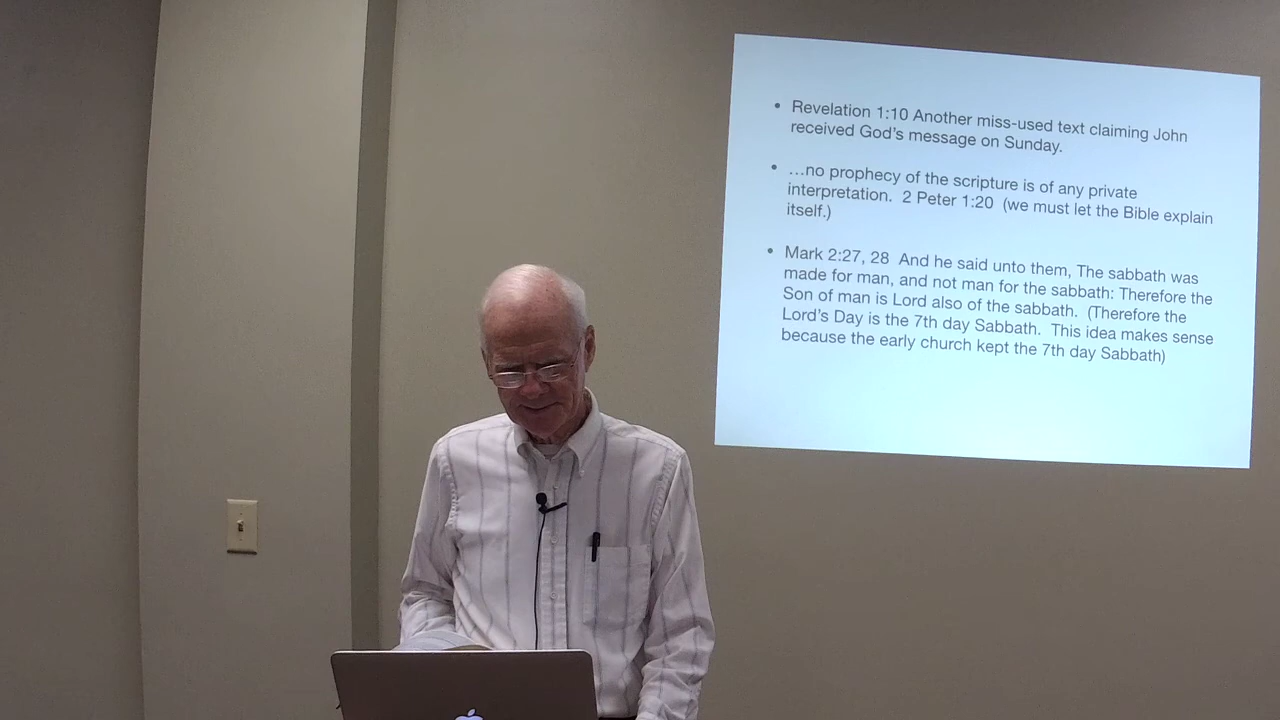 • Revelation 1:10 Another miss-used text claiming John
received God's message on Sunday.
• …no prophecy of the scripture is of any private
interpretation. 2 Peter 1:20 (we must let the Bible explain
itself.)
• Mark 2:27, 28 And he said unto them, The sabbath was
made for man, and not man for the sabbath: Therefore the
Son of man is Lord also of the sabbath. (Therefore the
Lord's Day is the 7th day Sabbath. This idea makes sense
because the early church kept the 7th day Sabbath)